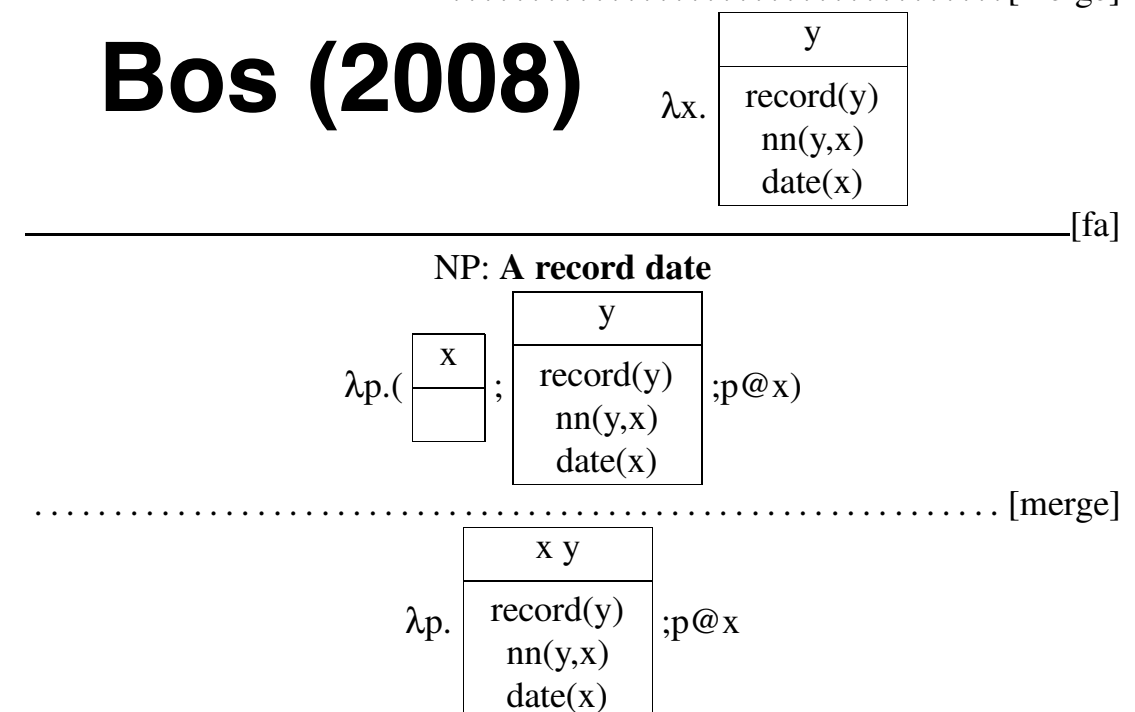 [merge]
Bos (2008)
y
λx.
record(y)
nn(y,x)
date(x)
[fa]
NP: A record date
y
x
λp.( ; record(y) ;p@x)
nn(y,x)
date(x)
[merge]
x y
λp. record(y) ;p@x
nn(y,x)
date(x)